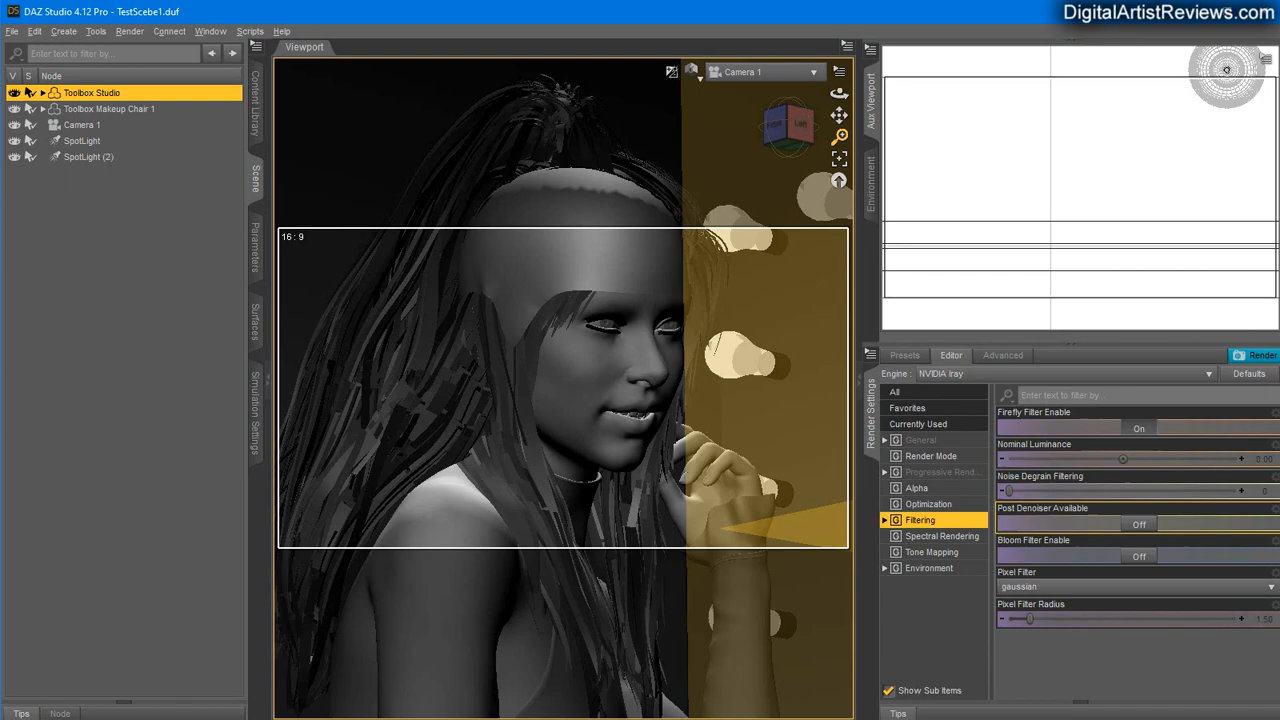 DAZ Studio 4.12 Pro - TestScebe1.duf
DigitalArtistReviews.com
File Edit Create Tools Render Connect Window Scripts Help
Enter text to filter by...
V S Node
Toolbox Studio
Toolbox Makeup Chair 1
Camera 1
SpotLight
SpotLight (2)
Tips Node
Content Library
Scene
Parameters
Surfaces
Simulation Settings
Viewport
Camera 1
Left
16 : 9
Aux Viewport
Environment
Render Settings
Presets Editor Advanced Render
Engine : NVIDIA Iray Defaults
All
Favorites
Currently Used
General
Render Mode
Progressive Rend...
Alpha
Optimization
Filtering
Spectral Rendering
Tone Mapping
Environment
Show Sub Items
Enter text to filter by...
Firefly Filter Enable
On
Nominal Luminance
0.00
Noise Degrain Filtering
0
Post Denoiser Available
Off
Bloom Filter Enable
Off
Pixel Filter
gaussian
Pixel Filter Radius
1.50
Tips